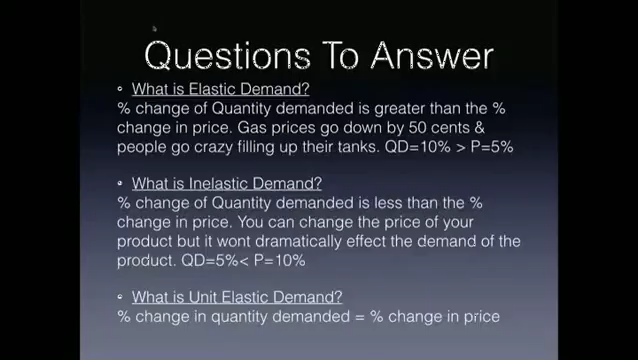 Questions To Answer
What is Elastic Demand?
% change of Quantity demanded is greater than the %
change in price. Gas prices go down by 50 cents &
people go crazy filling up their tanks. QD=10% > P=5%
What is Inelastic Demand?
% change of Quantity demanded is less than the %
change in price. You can change the price of your
product but it wont dramatically effect the demand of the
product. QD=5%< P=10%
What is Unit Elastic Demand?
% change in quantity demanded = % change in price